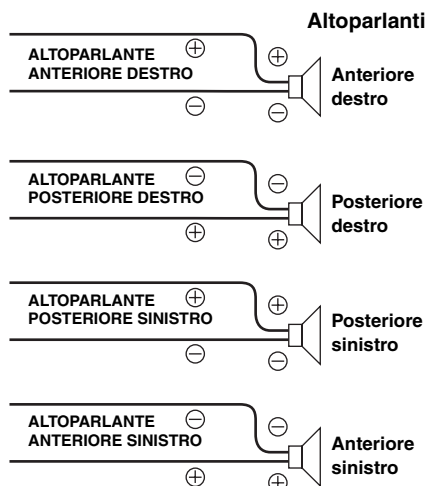 Altoparlanti
ALTOPARLANTE ⊕ ⊕
ANTERIORE DESTRO
Anteriore
destro
⊖ ⊖
ALTOPARLANTE ⊖ ⊖
POSTERIORE DESTRO
Posteriore
destro
⊕ ⊕
ALTOPARLANTE ⊕ ⊕
POSTERIORE SINISTRO
Posteriore
sinistro
⊖ ⊖
ALTOPARLANTE ⊖ ⊖
ANTERIORE SINISTRO
Anteriore
sinistro
⊕ ⊕